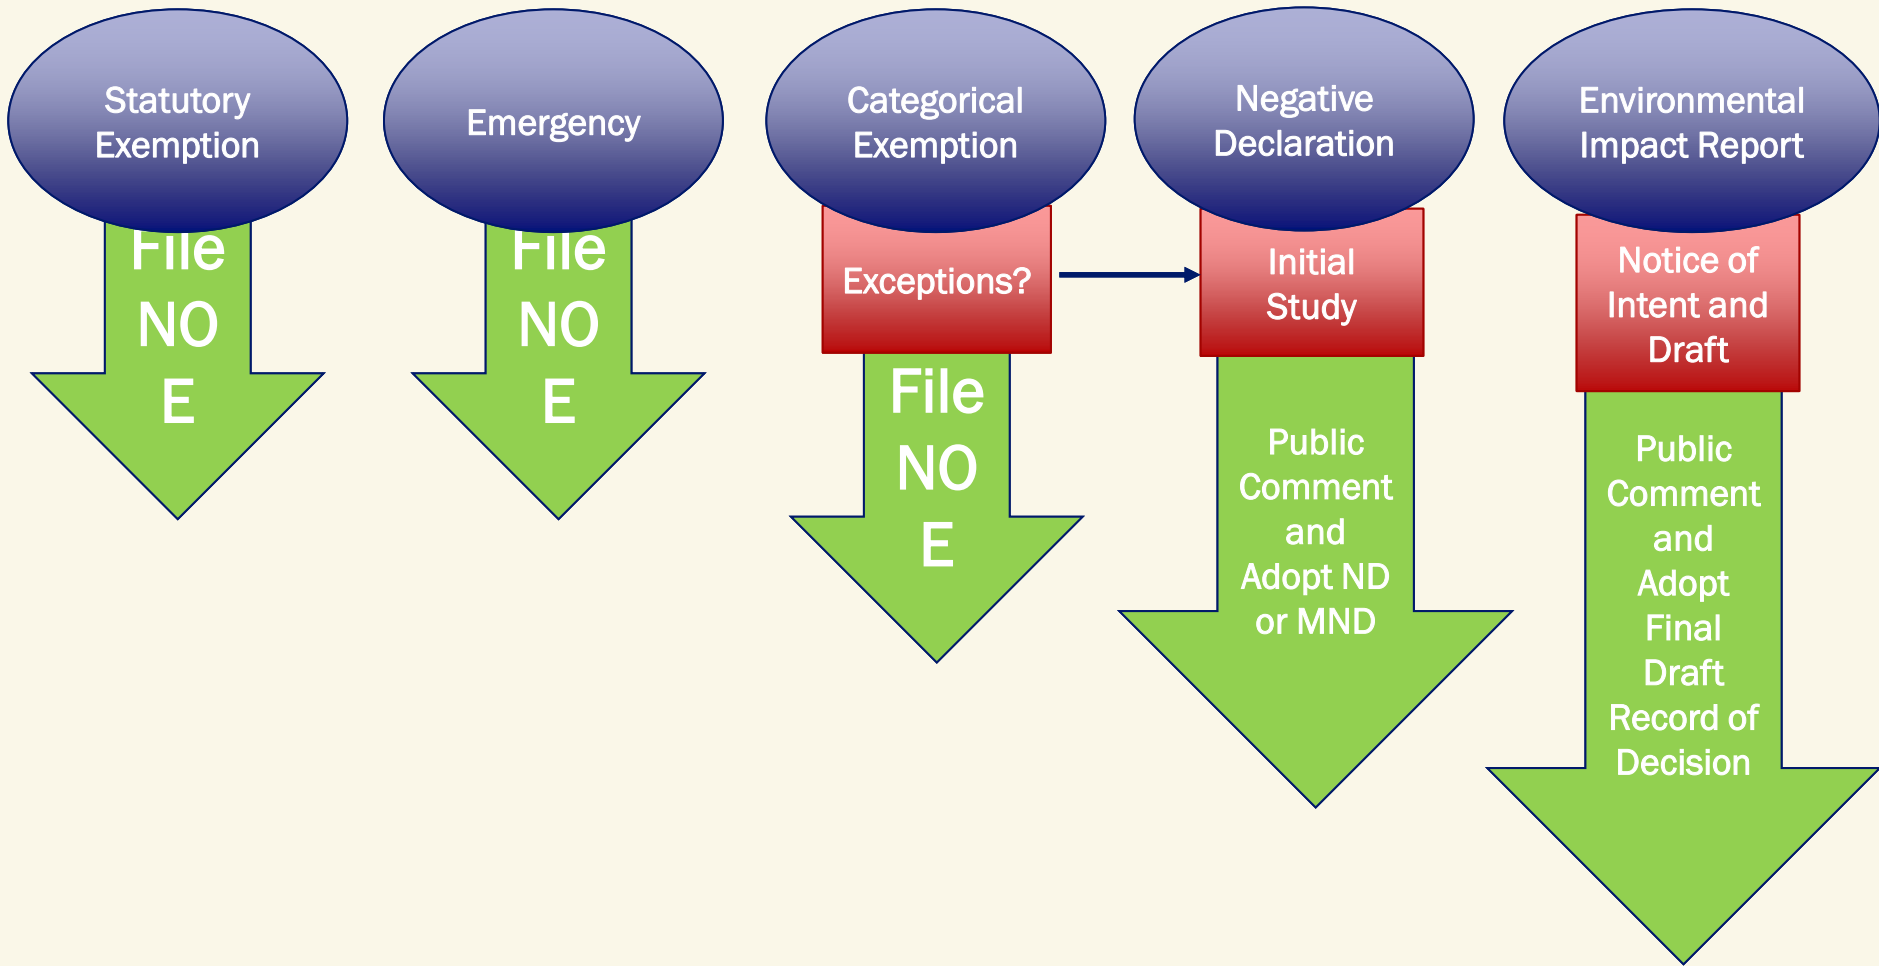 Statutory
Exemption
File
NO
E
Emergency
File
NO
E
Categorical
Exemption
Exceptions?
File
NO
E
Negative
Declaration
Initial
Study
Public
Comment
and
Adopt ND
or MND
Environmental
Impact Report
Notice of
Intent and
Draft
Public
Comment
and
Adopt
Final
Draft
Record of
Decision